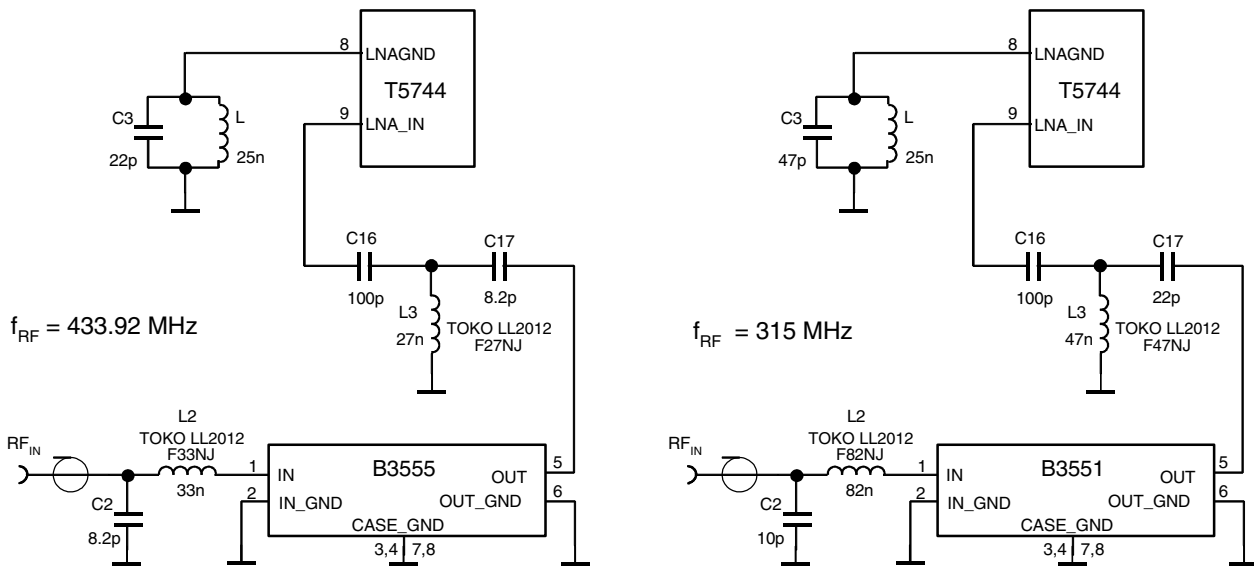 8
LNAGND
T5744
C3
L
9
LNA_IN
22p
25n
C16
C17
100p
8.2p
L3
27n
TOKO LL2012
F27NJ
fRF = 433.92 MHz
L2
TOKO LL2012
F33NJ
33n
RFIN
C2
8.2p
1
IN
2
IN_GND
B3555
OUT
5
OUT_GND
6
CASE_GND
3,4
7,8
8
LNAGND
T5744
C3
L
9
LNA_IN
47p
25n
C16
C17
100p
22p
L3
47n
TOKO LL2012
F47NJ
fRF = 315 MHz
L2
TOKO LL2012
F82NJ
82n
RFIN
C2
10p
1
IN
2
IN_GND
B3551
OUT
5
OUT_GND
6
CASE_GND
3,4
7,8